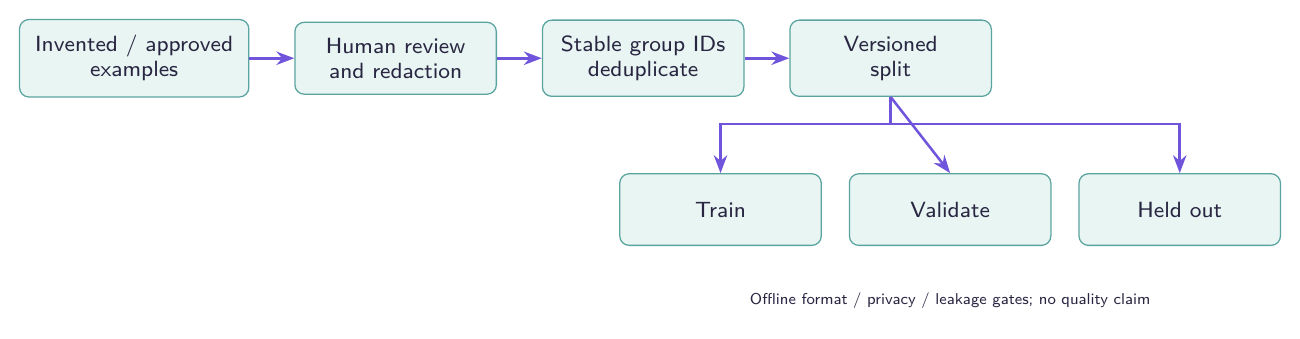 Invented / approved
examples
Human review
and redaction
Stable group IDs
deduplicate
Versioned
split
Train
Validate
Held out
Offline format / privacy / leakage gates; no quality claim